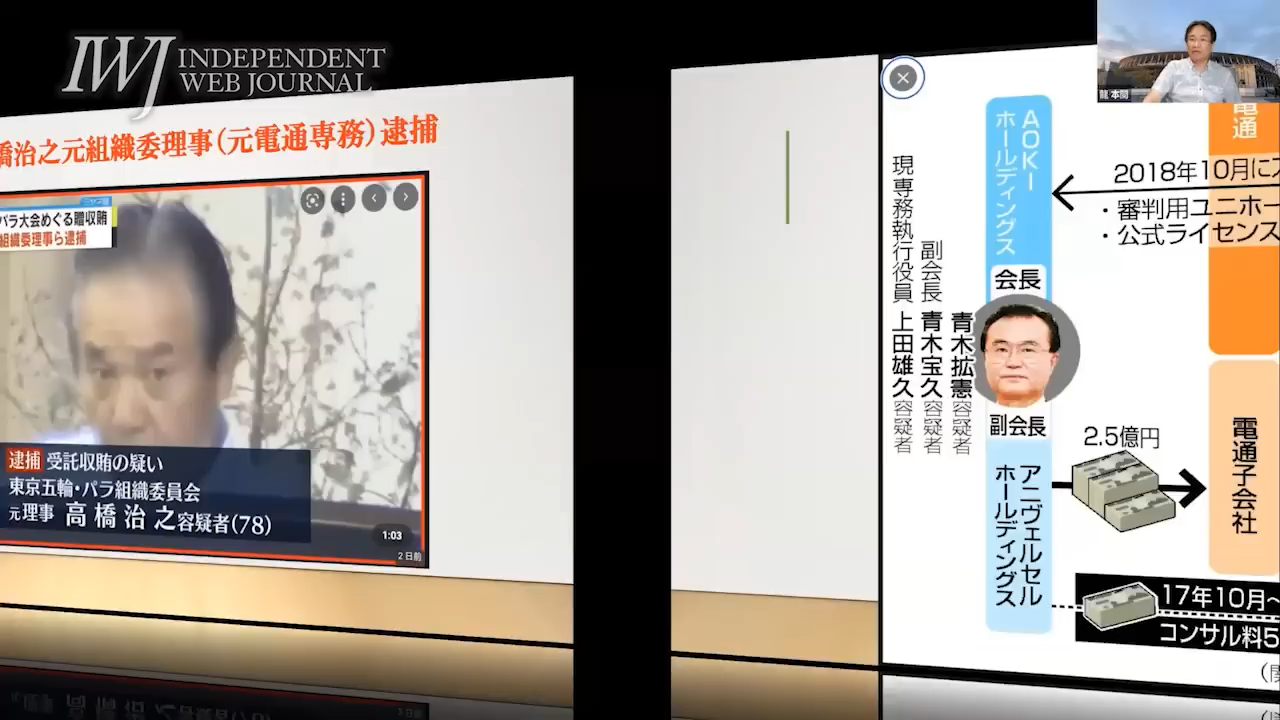 IWJ INDEPENDENT
WEB JOURNAL
橋治之元組織委理事(元電通専務)逮捕
パラ大会めぐる贈収賄
組織委理事ら逮捕
逮捕 受託収賄の疑い
東京五輪・パラ組織委員会
元理事 高橋治之容疑者(78)
1:03
2日前
現専務執行役員 上田雄久容疑者
副会長 青木宝久容疑者
青木拡憲容疑者
AOKI
ホールディングス
会長
副会長
アニヴェルセル
ホールディングス
2018年10月に
・審判用ユニホー
・公式ライセンス
電通
2.5億円
電通子会社
17年10月〜
コンサル料5
龍 本間